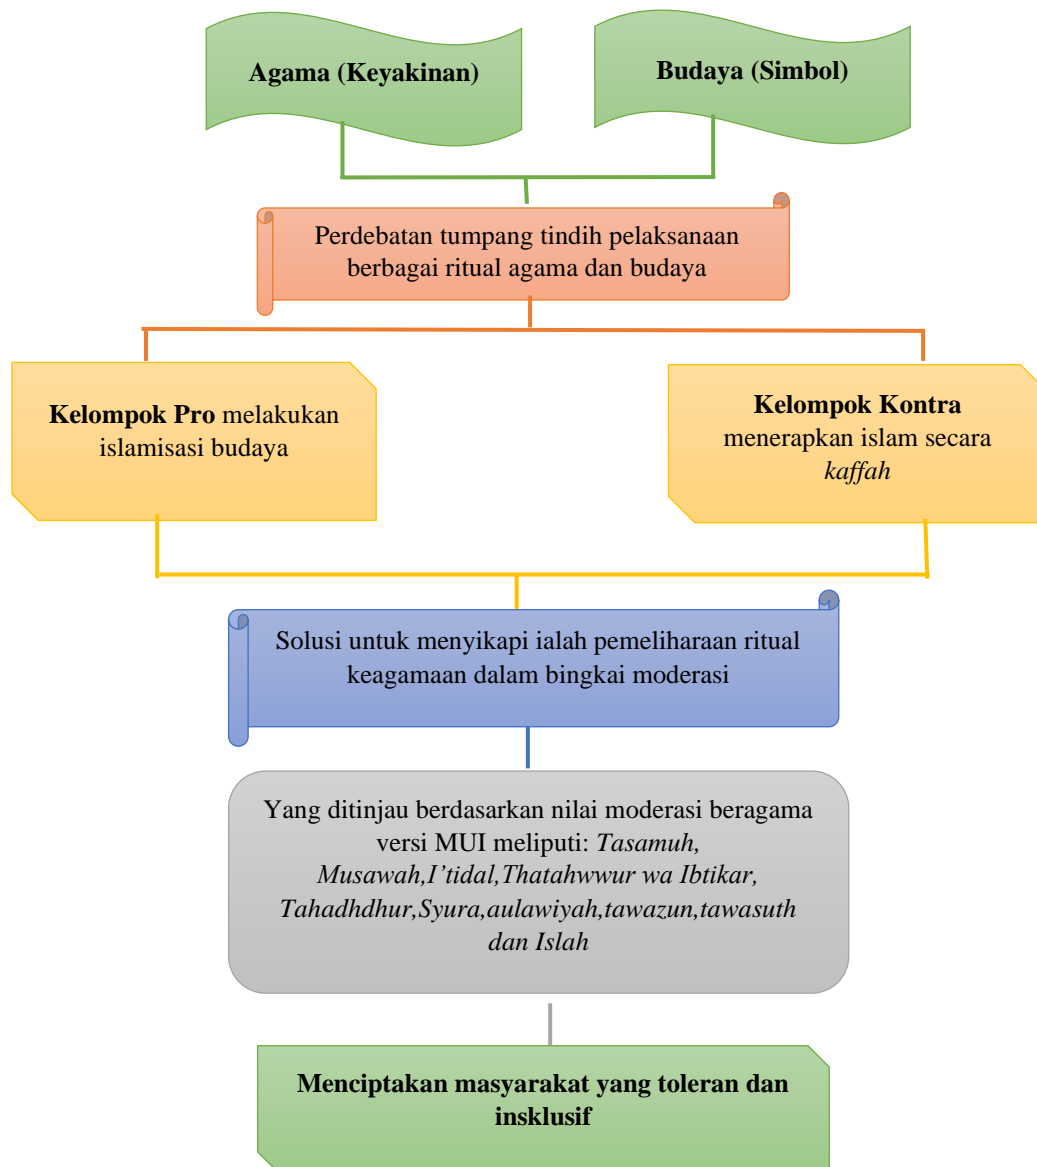 Agama (Keyakinan)
Budaya (Simbol)
Perdebatan tumpang tindih pelaksanaan
berbagai ritual agama dan budaya
Kelompok Pro melakukan
islamisasi budaya
Kelompok Kontra
menerapkan islam secara
kaffah
Solusi untuk menyikapi ialah pemeliharaan ritual
keagamaan dalam bingkai moderasi
Yang ditinjau berdasarkan nilai moderasi beragama
versi MUI meliputi: Tasamuh,
Musawah,I’tidal,Thatahwwur wa Ibtikar,
Tahadhdhur,Syura,aulawiyah,tawazun,tawasuth
dan Islah
Menciptakan masyarakat yang toleran dan
insklusif